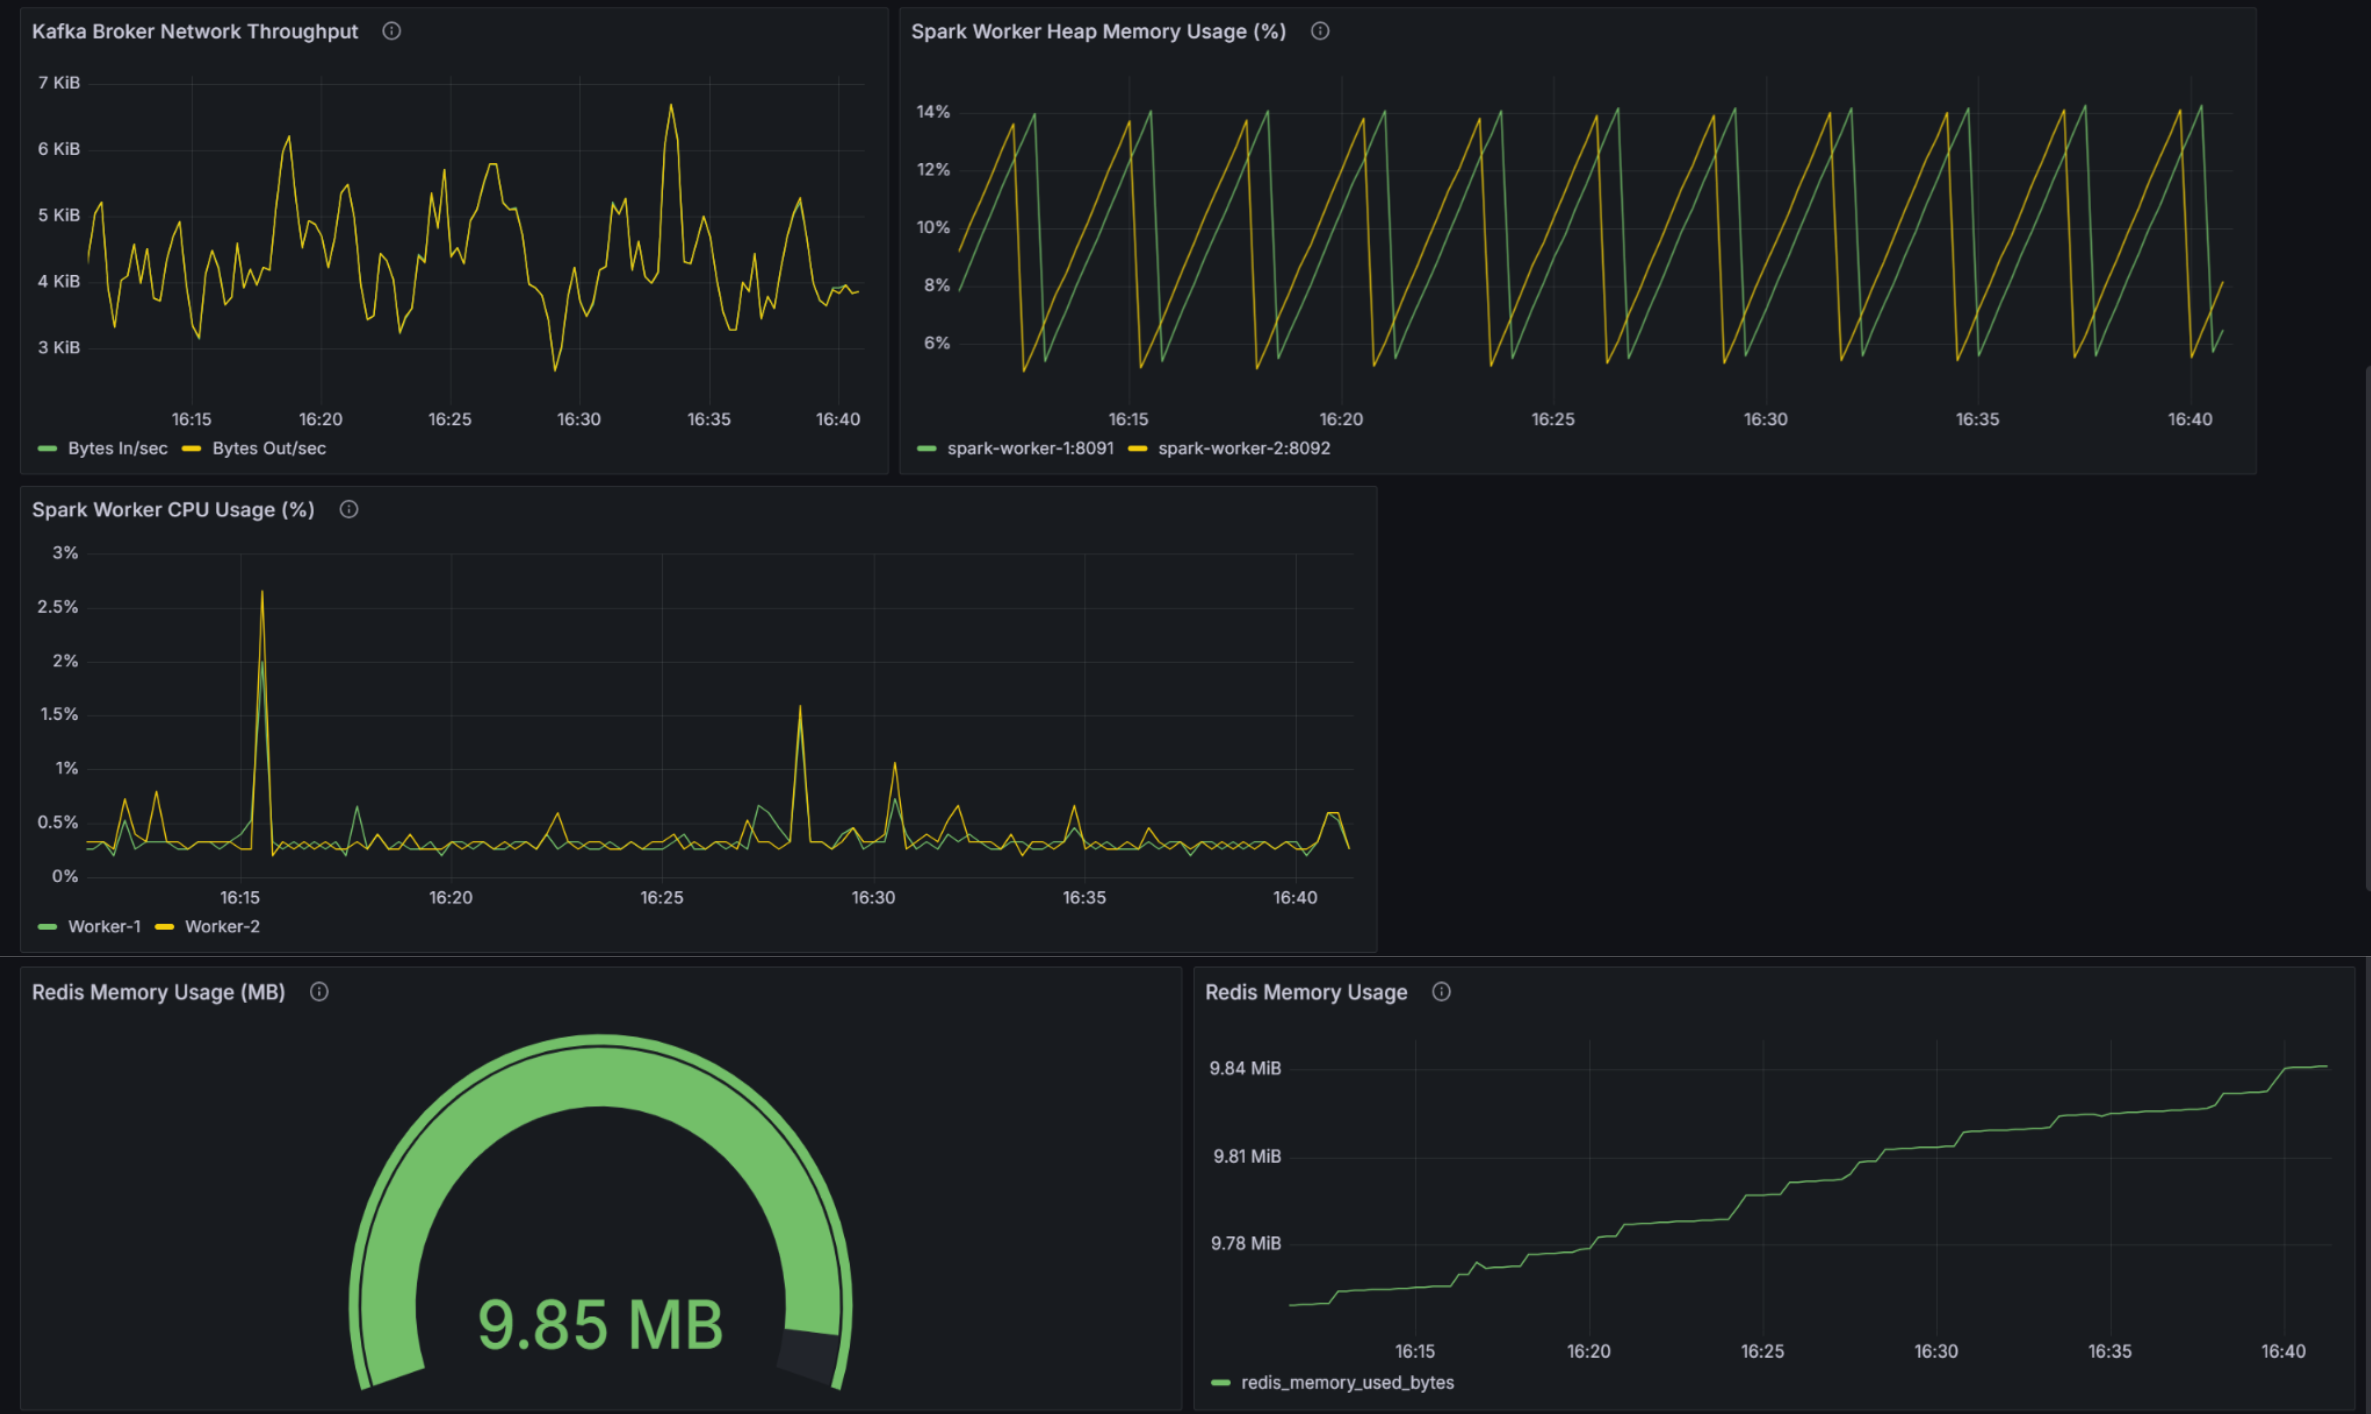 Kafka Broker Network Throughput
7 KiB
6 KiB
5 KiB
4 KiB
3 KiB
16:15 16:20 16:25 16:30 16:35 16:40
Bytes In/sec Bytes Out/sec
Spark Worker Heap Memory Usage (%)
14%
12%
10%
8%
6%
16:15 16:20 16:25 16:30 16:35 16:40
spark-worker-1:8091 spark-worker-2:8092
Spark Worker CPU Usage (%)
3%
2.5%
2%
1.5%
1%
0.5%
0%
16:15 16:20 16:25 16:30 16:35 16:40
Worker-1 Worker-2
Redis Memory Usage (MB)
9.85 MB
Redis Memory Usage
9.84 MiB
9.81 MiB
9.78 MiB
16:15 16:20 16:25 16:30 16:35 16:40
redis_memory_used_bytes